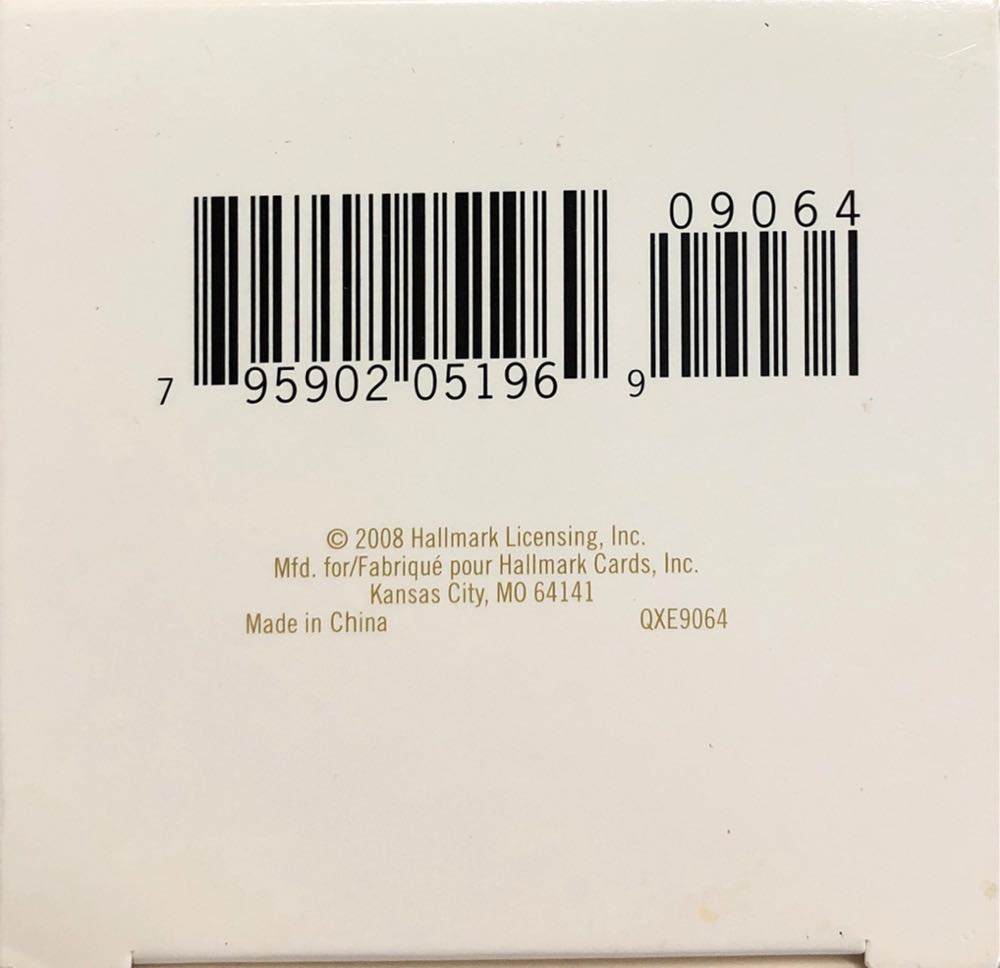 09064
7 95902 05196 9
© 2008 Hallmark Licensing, Inc.
Mfd. for/Fabriqué pour Hallmark Cards, Inc.
Kansas City, MO 64141
Made in China QXE9064